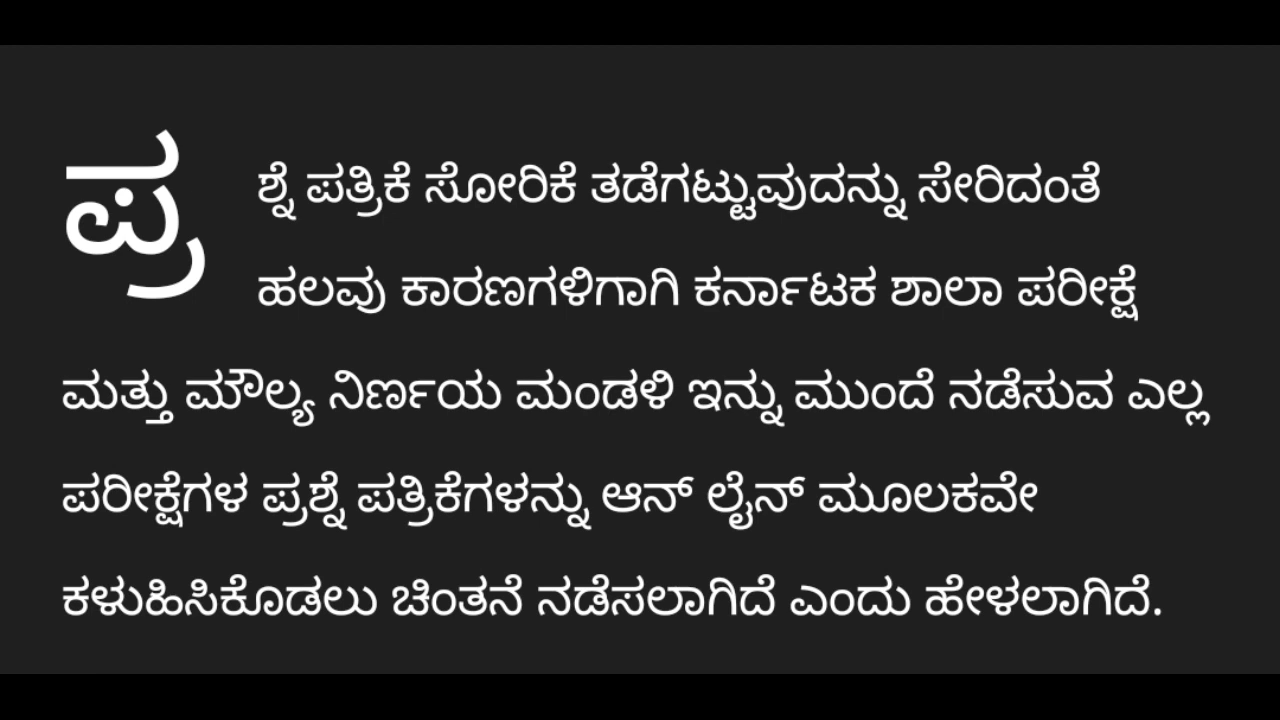 ಪ್ರಶ್ನೆ ಪತ್ರಿಕೆ ಸೋರಿಕೆ ತಡೆಗಟ್ಟುವುದನ್ನು ಸೇರಿದಂತೆ
ಹಲವು ಕಾರಣಗಳಿಗಾಗಿ ಕರ್ನಾಟಕ ಶಾಲಾ ಪರೀಕ್ಷೆ
ಮತ್ತು ಮೌಲ್ಯ ನಿರ್ಣಯ ಮಂಡಳಿ ಇನ್ನು ಮುಂದೆ ನಡೆಸುವ ಎಲ್ಲ
ಪರೀಕ್ಷೆಗಳ ಪ್ರಶ್ನೆ ಪತ್ರಿಕೆಗಳನ್ನು ಆನ್ ಲೈನ್ ಮೂಲಕವೇ
ಕಳುಹಿಸಿಕೊಡಲು ಚಿಂತನೆ ನಡೆಸಲಾಗಿದೆ ಎಂದು ಹೇಳಲಾಗಿದೆ.